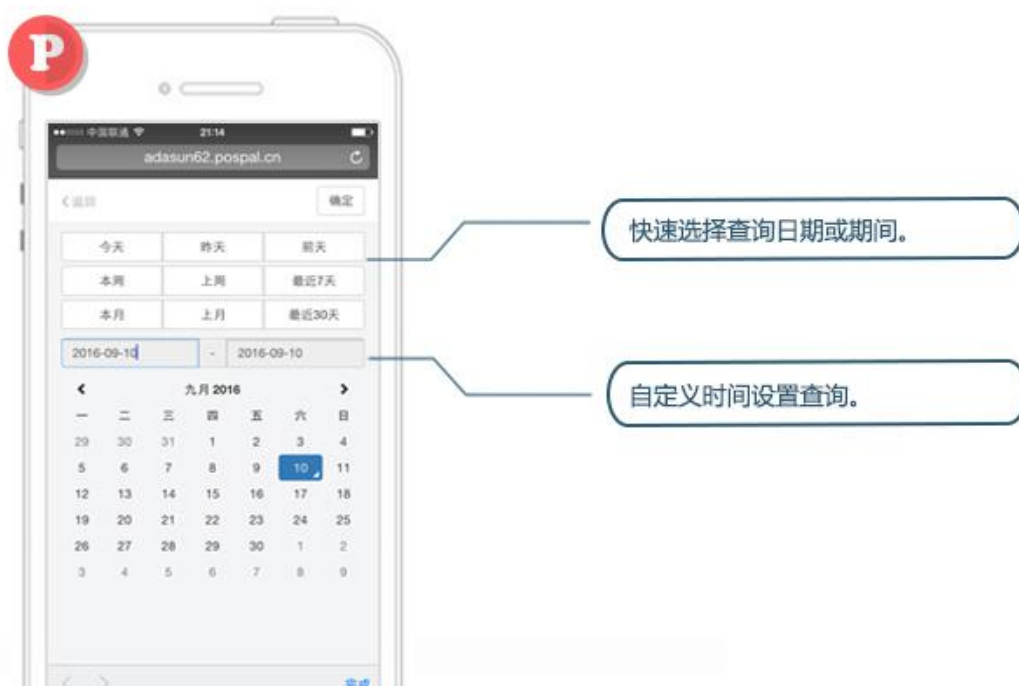 P
中国联通 21:14
adasun62.pospal.cn
返回 确定
今天 昨天 前天
本周 上周 最近7天
本月 上月 最近30天
快速选择查询日期或期间。
2016-09-10 - 2016-09-10
自定义时间设置查询。
九月 2016
一 二 三 四 五 六 日
29 30 31 1 2 3 4
5 6 7 8 9 10 11
12 13 14 15 16 17 18
19 20 21 22 23 24 25
26 27 28 29 30 1 2
3 4 5 6 7 8 9
完成